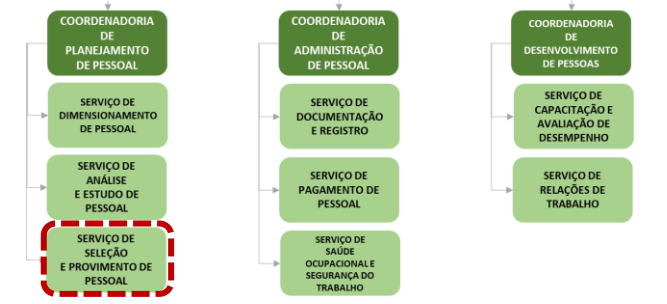 COORDENADORIA
DE
PLANEJAMENTO
DE PESSOAL
SERVIÇO DE
DIMENSIONAMENTO
DE PESSOAL
SERVIÇO DE
ANÁLISE
E ESTUDO DE
PESSOAL
SERVIÇO DE
SELEÇÃO
E PROVIMENTO DE
PESSOAL
COORDENADORIA
DE
ADMINISTRAÇÃO
DE PESSOAL
SERVIÇO DE
DOCUMENTAÇÃO
E REGISTRO
SERVIÇO DE
PAGAMENTO DE
PESSOAL
SERVIÇO DE
SAÚDE
OCUPACIONAL E
SEGURANÇA DO
TRABALHO
COORDENADORIA
DE
DESENVOLVIMENTO
DE PESSOAS
SERVIÇO DE
CAPACITAÇÃO E
AVALIAÇÃO DE
DESEMPENHO
SERVIÇO DE
RELAÇÕES DE
TRABALHO